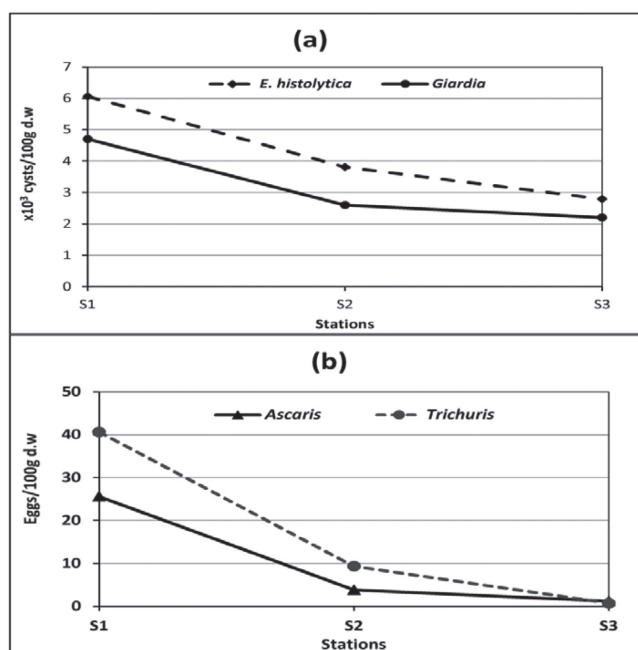 (a)
E. histolytica Giardia
x10³ cysts/100g d.w
7
6
5
4
3
2
1
0
S1 S2 S3
Stations
(b)
Ascaris Trichuris
Eggs/100g d.w
50
40
30
20
10
0
S1 S2 S3
Stations